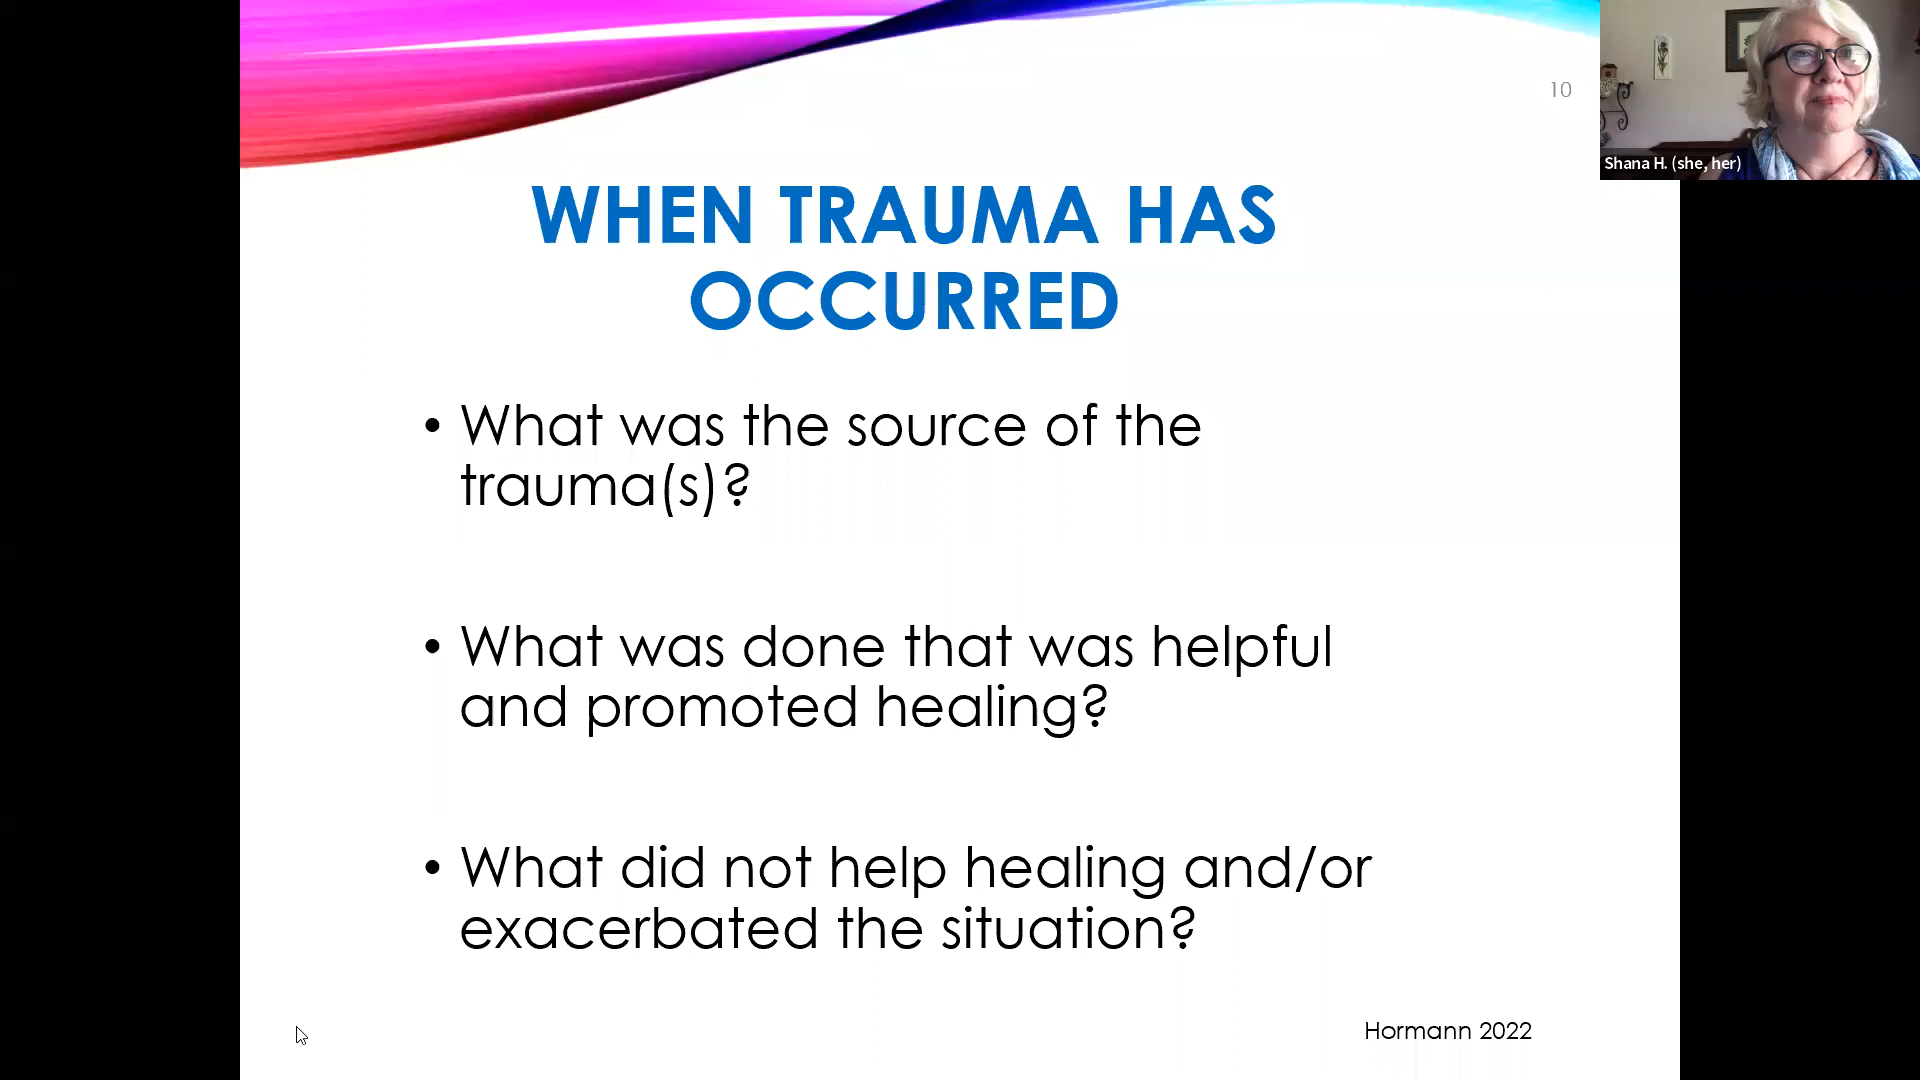 10
Shana H. (she, her)
WHEN TRAUMA HAS
OCCURRED
• What was the source of the
trauma(s)?
• What was done that was helpful
and promoted healing?
• What did not help healing and/or
exacerbated the situation?
Hormann 2022